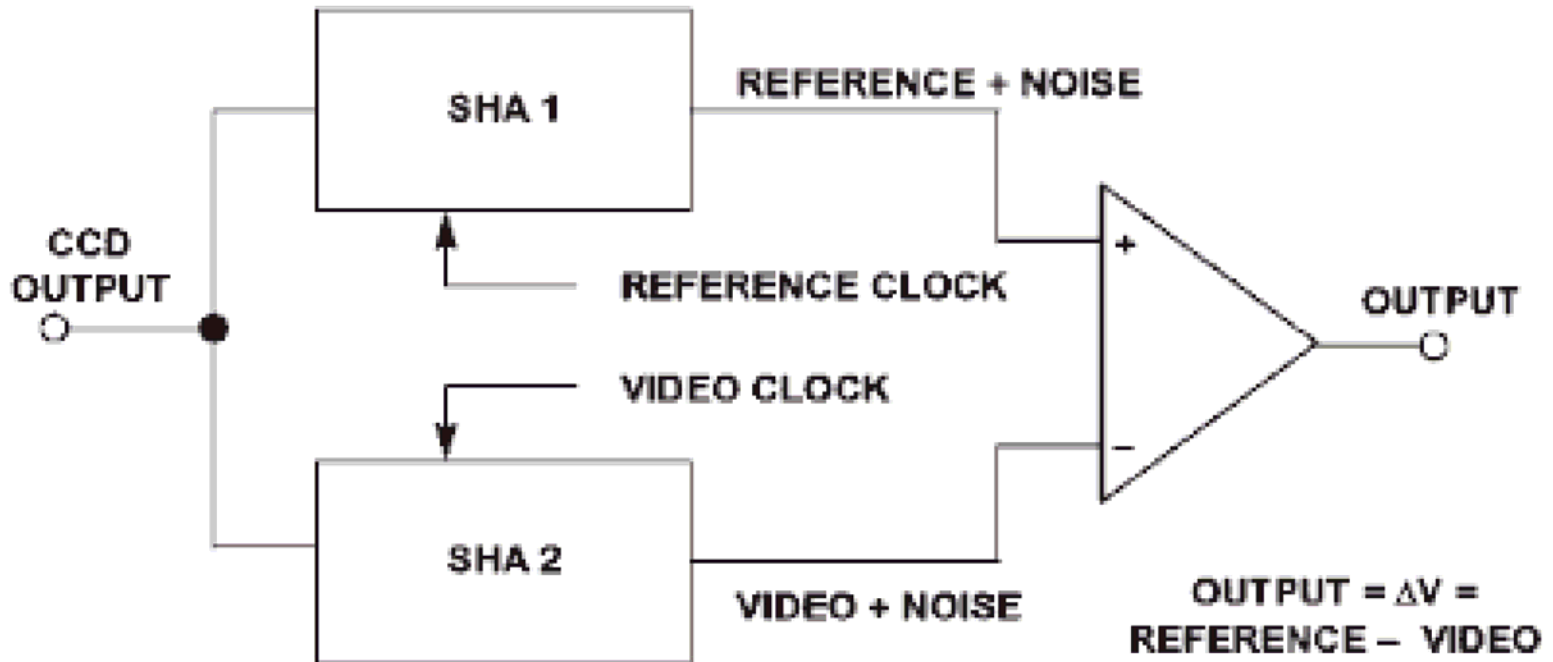 SHA 1
REFERENCE + NOISE
CCD
OUTPUT
+
REFERENCE CLOCK
OUTPUT
VIDEO CLOCK
−
SHA 2
VIDEO + NOISE
OUTPUT = ΔV =
REFERENCE – VIDEO